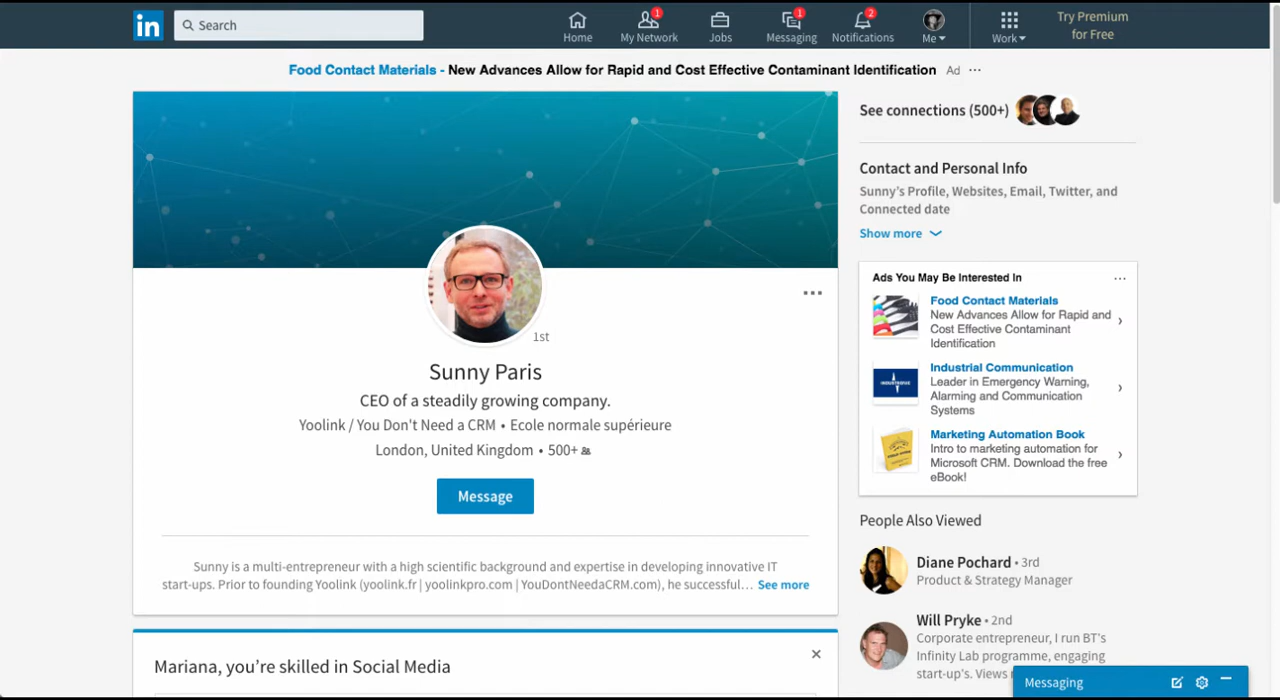 in
Search
Home
1
My Network
Jobs
1
Messaging
2
Notifications
Me
Work
Try Premium
for Free
Food Contact Materials - New Advances Allow for Rapid and Cost Effective Contaminant Identification Ad ...
1st
Sunny Paris
CEO of a steadily growing company.
Yoolink / You Don't Need a CRM • Ecole normale supérieure
London, United Kingdom • 500+
Message
Sunny is a multi-entrepreneur with a high scientific background and expertise in developing innovative IT
start-ups. Prior to founding Yoolink (yoolink.fr | yoolinkpro.com | YouDontNeedaCRM.com), he successful... See more
Mariana, you're skilled in Social Media
See connections (500+)
Contact and Personal Info
Sunny's Profile, Websites, Email, Twitter, and
Connected date
Show more
Ads You May Be Interested In
Food Contact Materials
New Advances Allow for Rapid and
Cost Effective Contaminant
Identification
Industrial Communication
Leader in Emergency Warning,
Alarming and Communication
Systems
Marketing Automation Book
Intro to marketing automation for
Microsoft CRM. Download the free
eBook!
People Also Viewed
Diane Pochard • 3rd
Product & Strategy Manager
Will Pryke • 2nd
Corporate entrepreneur, I run BT's
Infinity Lab programme, engaging
start-up's. Views
Messaging